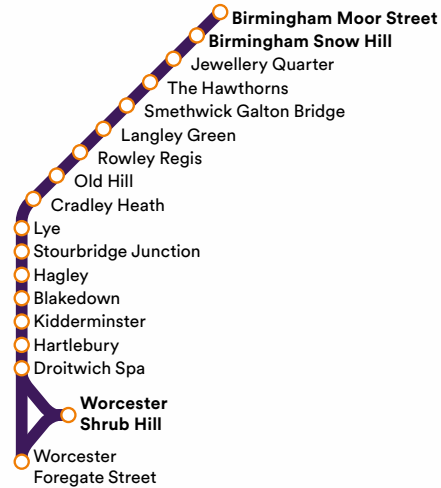 Birmingham Moor Street
Birmingham Snow Hill
Jewellery Quarter
The Hawthorns
Smethwick Galton Bridge
Langley Green
Rowley Regis
Old Hill
Cradley Heath
Lye
Stourbridge Junction
Hagley
Blakedown
Kidderminster
Hartlebury
Droitwich Spa
Worcester
Shrub Hill
Worcester
Foregate Street